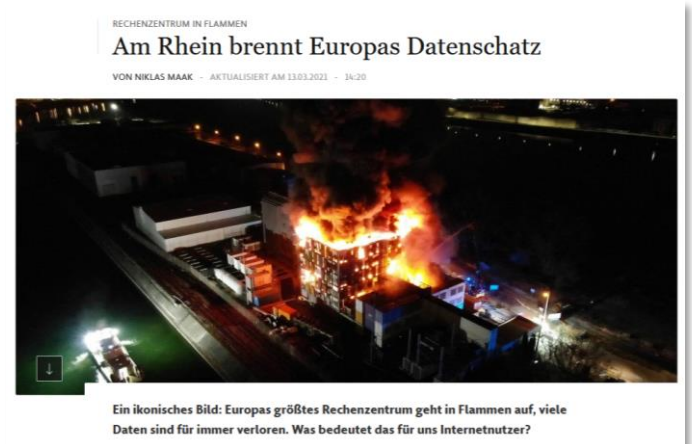 RECHENZENTRUM IN FLAMMEN
Am Rhein brennt Europas Datenschatz
VON NIKLAS MAAK - AKTUALISIERT AM 13.03.2021 - 14:20
Ein ikonisches Bild: Europas größtes Rechenzentrum geht in Flammen auf, viele
Daten sind für immer verloren. Was bedeutet das für uns Internetnutzer?